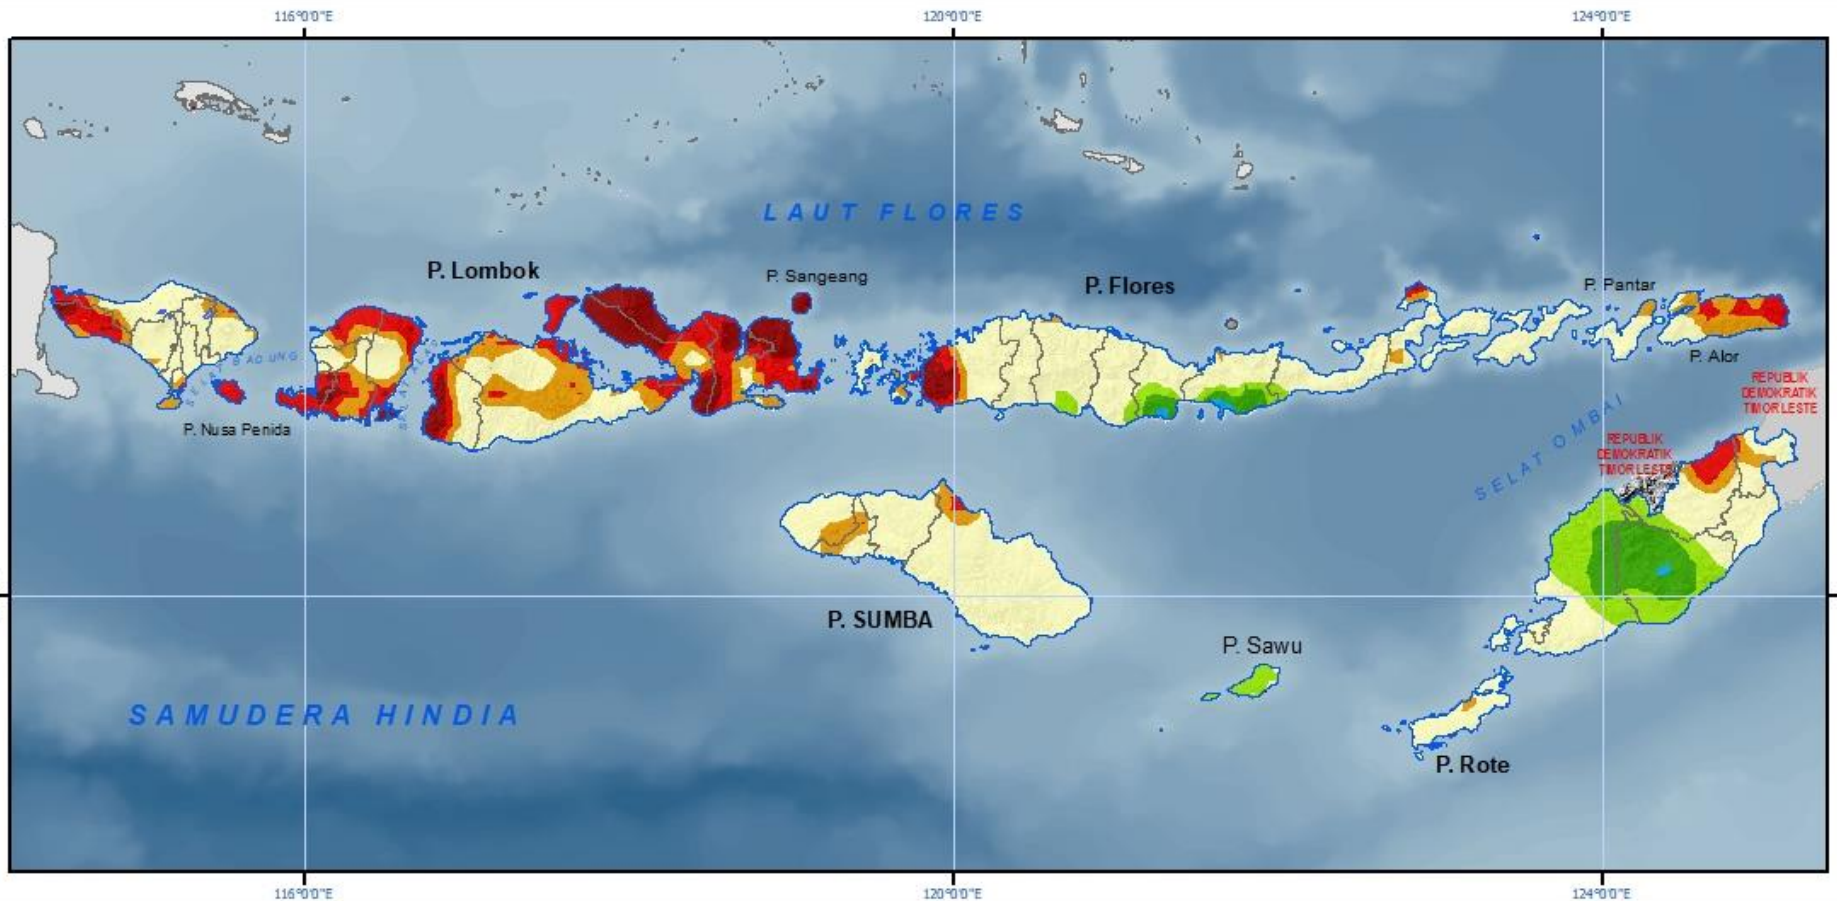 116°0'0"E
120°0'0"E
124°0'0"E
LAUT FLORES
P. Lombok
P. Sangeang
P. Flores
P. Pantar
P. Alor
BADUNG
P. Nusa Penida
REPUBLIK
DEMOKRATIK
TIMOR LESTE
SELAT OMBAI
REPUBLIK
DEMOKRATIK
TIMOR LESTE
P. SUMBA
P. Sawu
SAMUDERA HINDIA
P. Rote
116°0'0"E
120°0'0"E
124°0'0"E